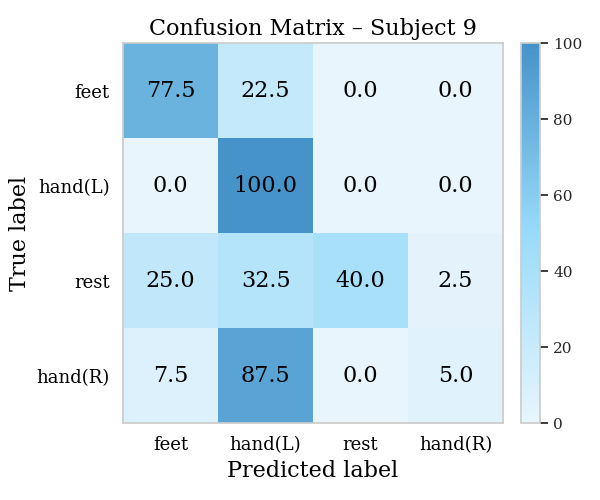 Confusion Matrix – Subject 9
True label
feet 77.5 22.5 0.0 0.0
hand(L) 0.0 100.0 0.0 0.0
rest 25.0 32.5 40.0 2.5
hand(R) 7.5 87.5 0.0 5.0
feet hand(L) rest hand(R)
Predicted label
100
80
60
40
20
0